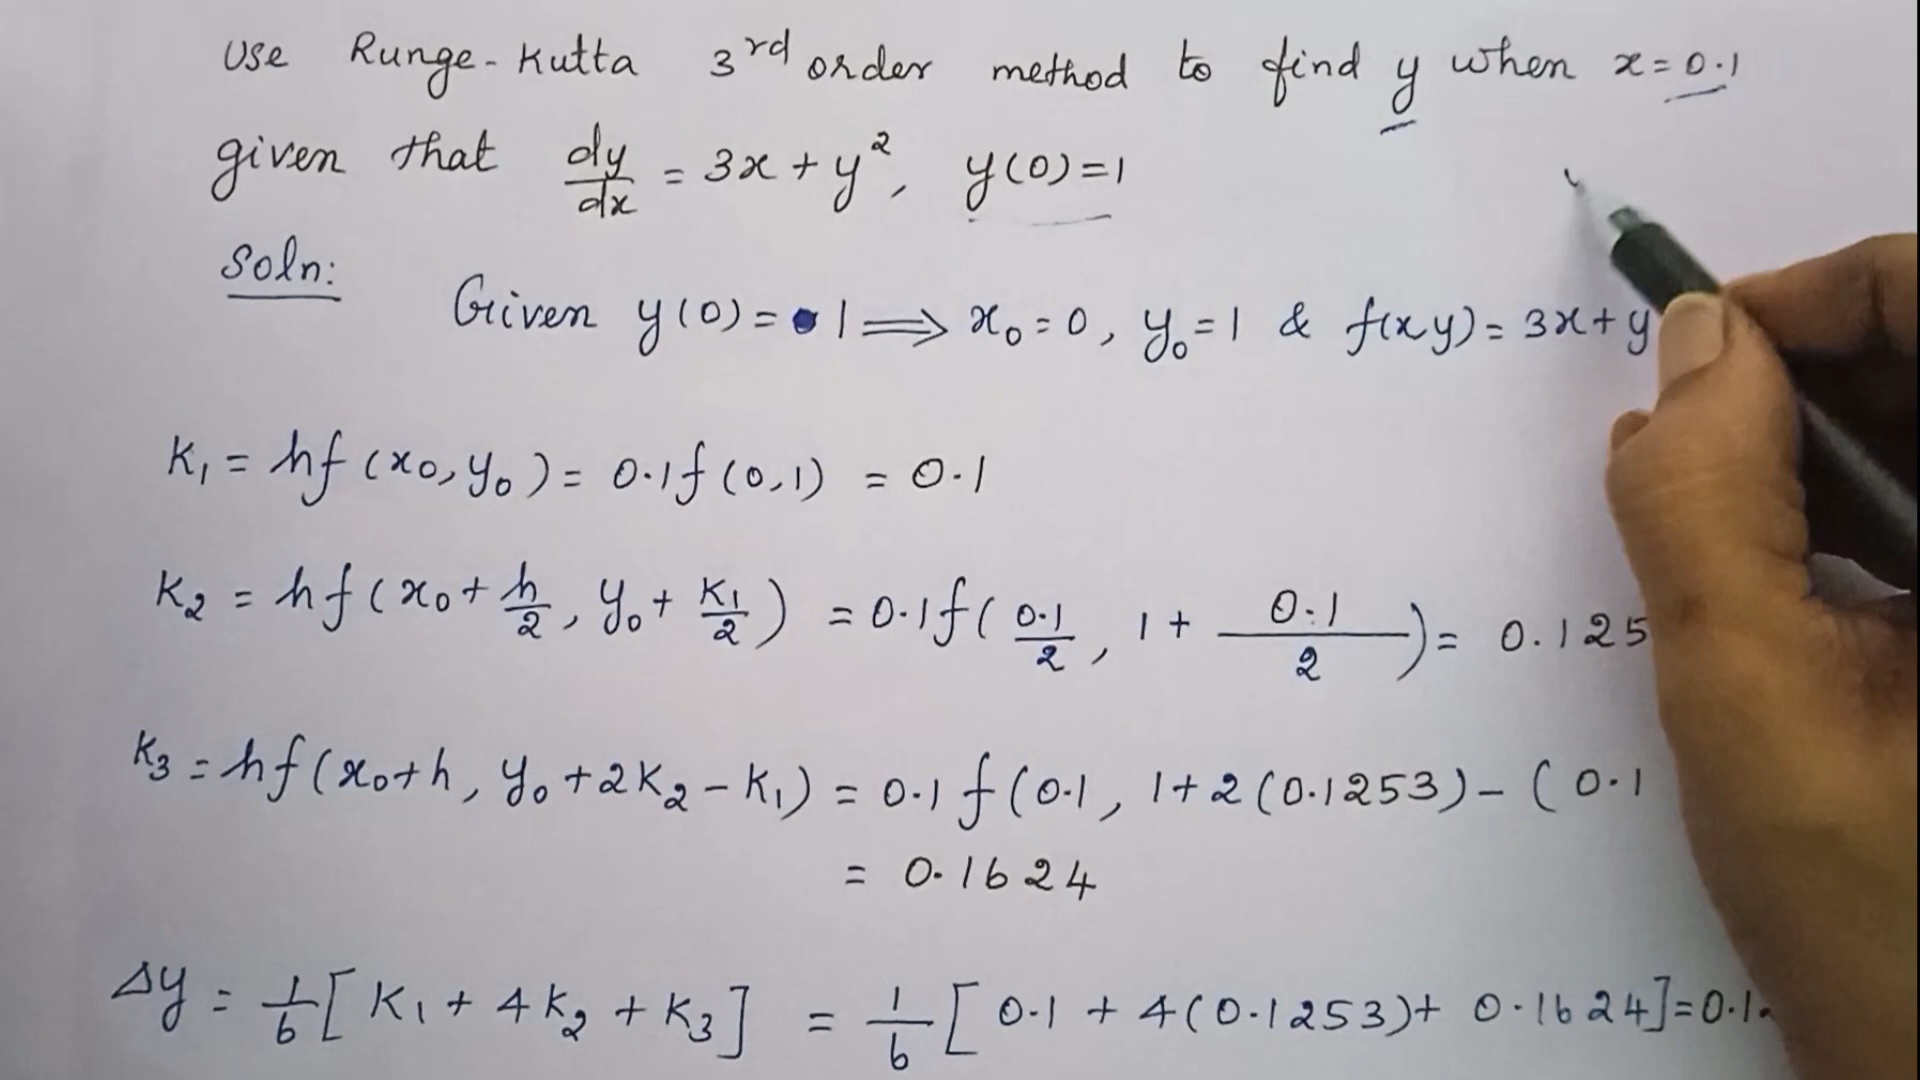 Use Runge-Kutta 3rd order method to find y when x = 0.1
given that dy/dx = 3x + y², y(0) = 1
Soln:
Given y(0) = 1 ⟹ x₀ = 0, y₀ = 1 & f(x y) = 3x + y
K₁ = hf(x₀, y₀) = 0.1f(0,1) = 0.1
K₂ = hf(x₀ + h/2, y₀ + K₁/2) = 0.1f(0.1/2, 1 + 0.1/2) = 0.125
K₃ = hf(x₀+h, y₀ + 2K₂ - K₁) = 0.1 f(0.1, 1+2(0.1253) - (0.1
= 0.1624
Δy = 1/6 [K₁ + 4K₂ + K₃] = 1/6 [0.1 + 4(0.1253) + 0.1624] = 0.1